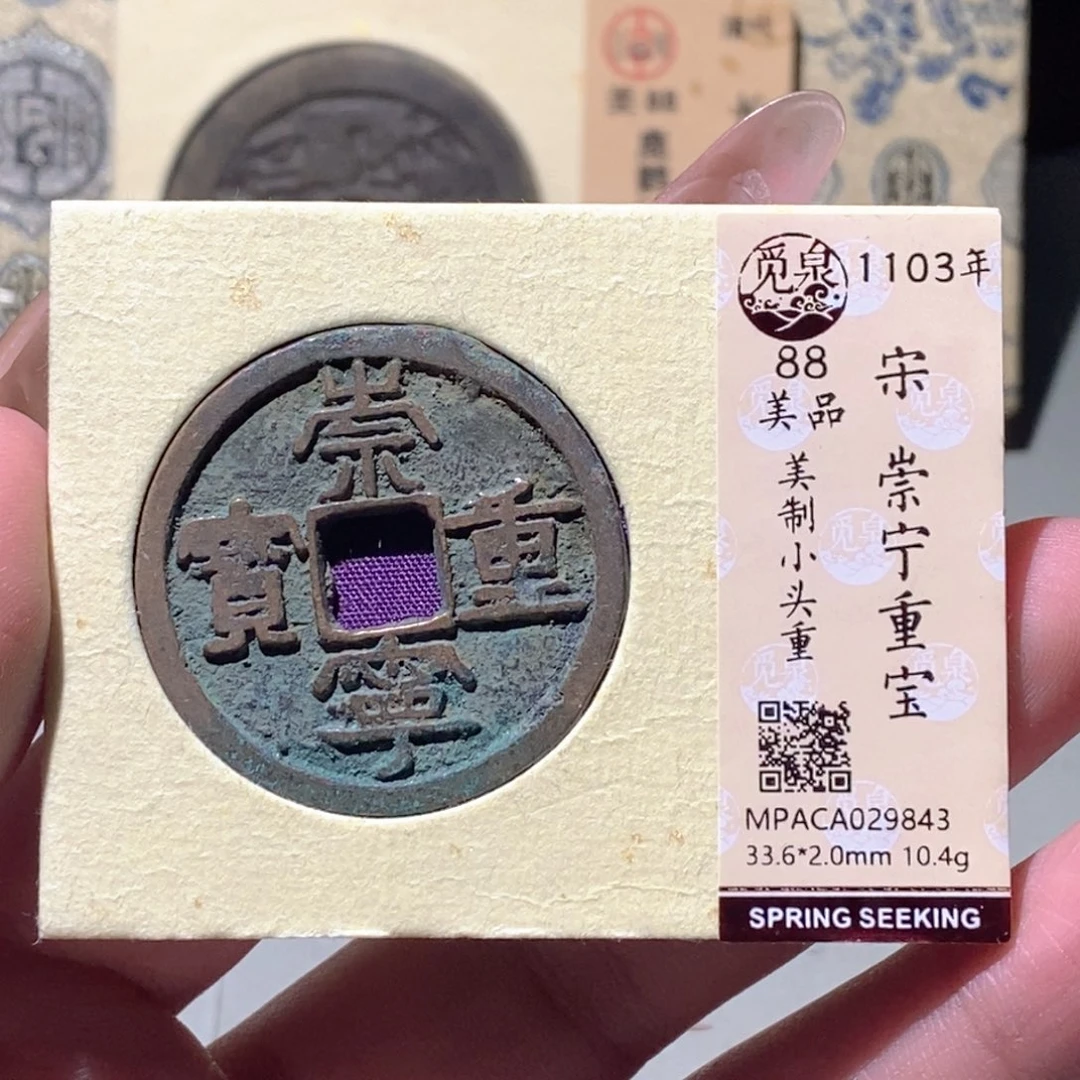 崇
寧
重
寶
覓泉
1103年
88
美品
美制小头重
宋 崇宁重宝
MPACA029843
33.6*2.0mm 10.4g
SPRING SEEKING